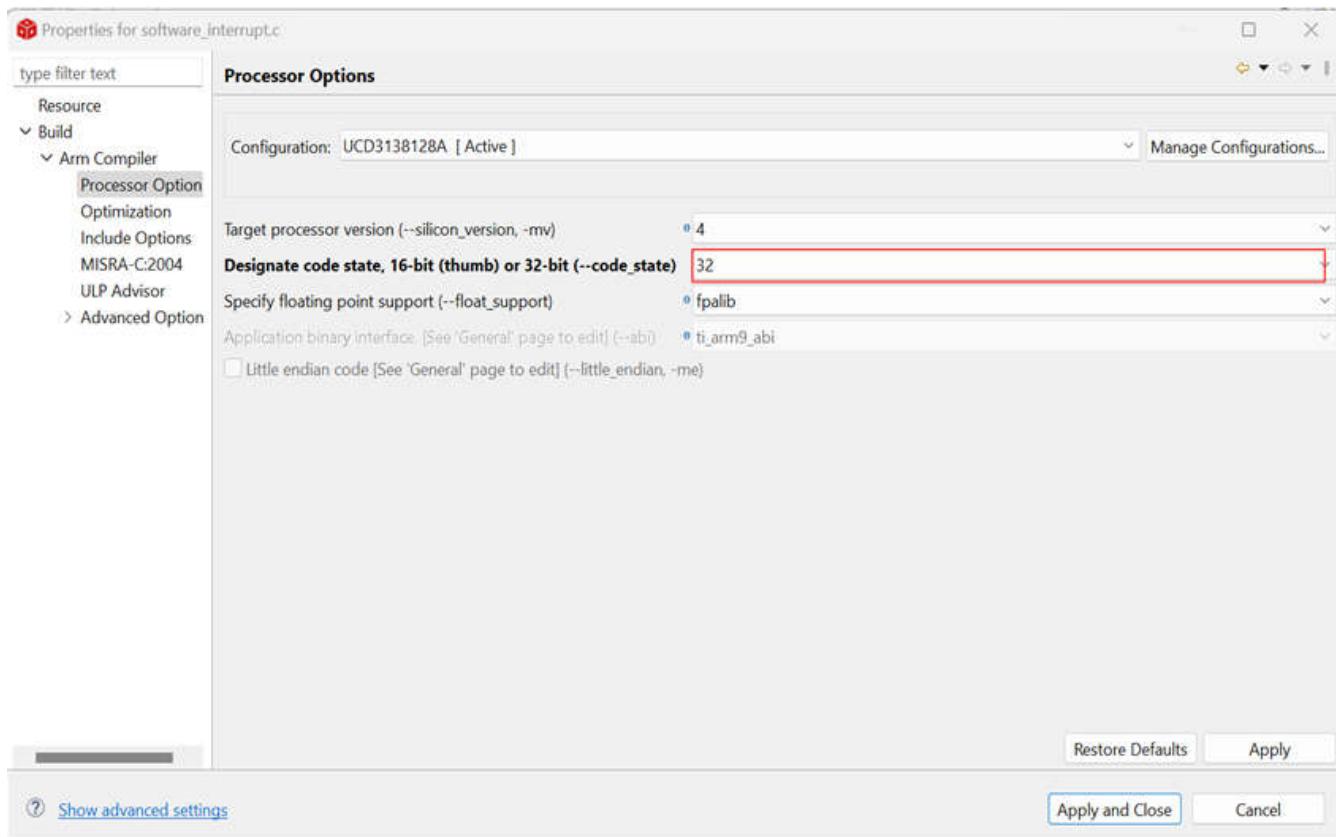 Properties for software_interrupt.c
type filter text
Resource
Build
Arm Compiler
Processor Option
Optimization
Include Options
MISRA-C:2004
ULP Advisor
Advanced Option
Processor Options
Configuration: UCD3138128A [ Active ] Manage Configurations...
Target processor version (--silicon_version, -mv) 4
Designate code state, 16-bit (thumb) or 32-bit (--code_state) 32
Specify floating point support (--float_support) fpalib
Application binary interface. [See 'General' page to edit] (--abi) ti_arm9_abi
Little endian code [See 'General' page to edit] (--little_endian, -me)
Restore Defaults Apply
? Show advanced settings
Apply and Close Cancel